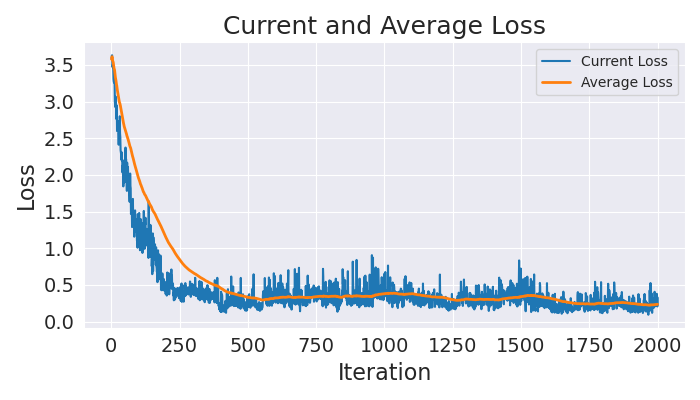 Current and Average Loss
Current Loss
Average Loss
Loss
3.5
3.0
2.5
2.0
1.5
1.0
0.5
0.0
0 250 500 750 1000 1250 1500 1750 2000
Iteration